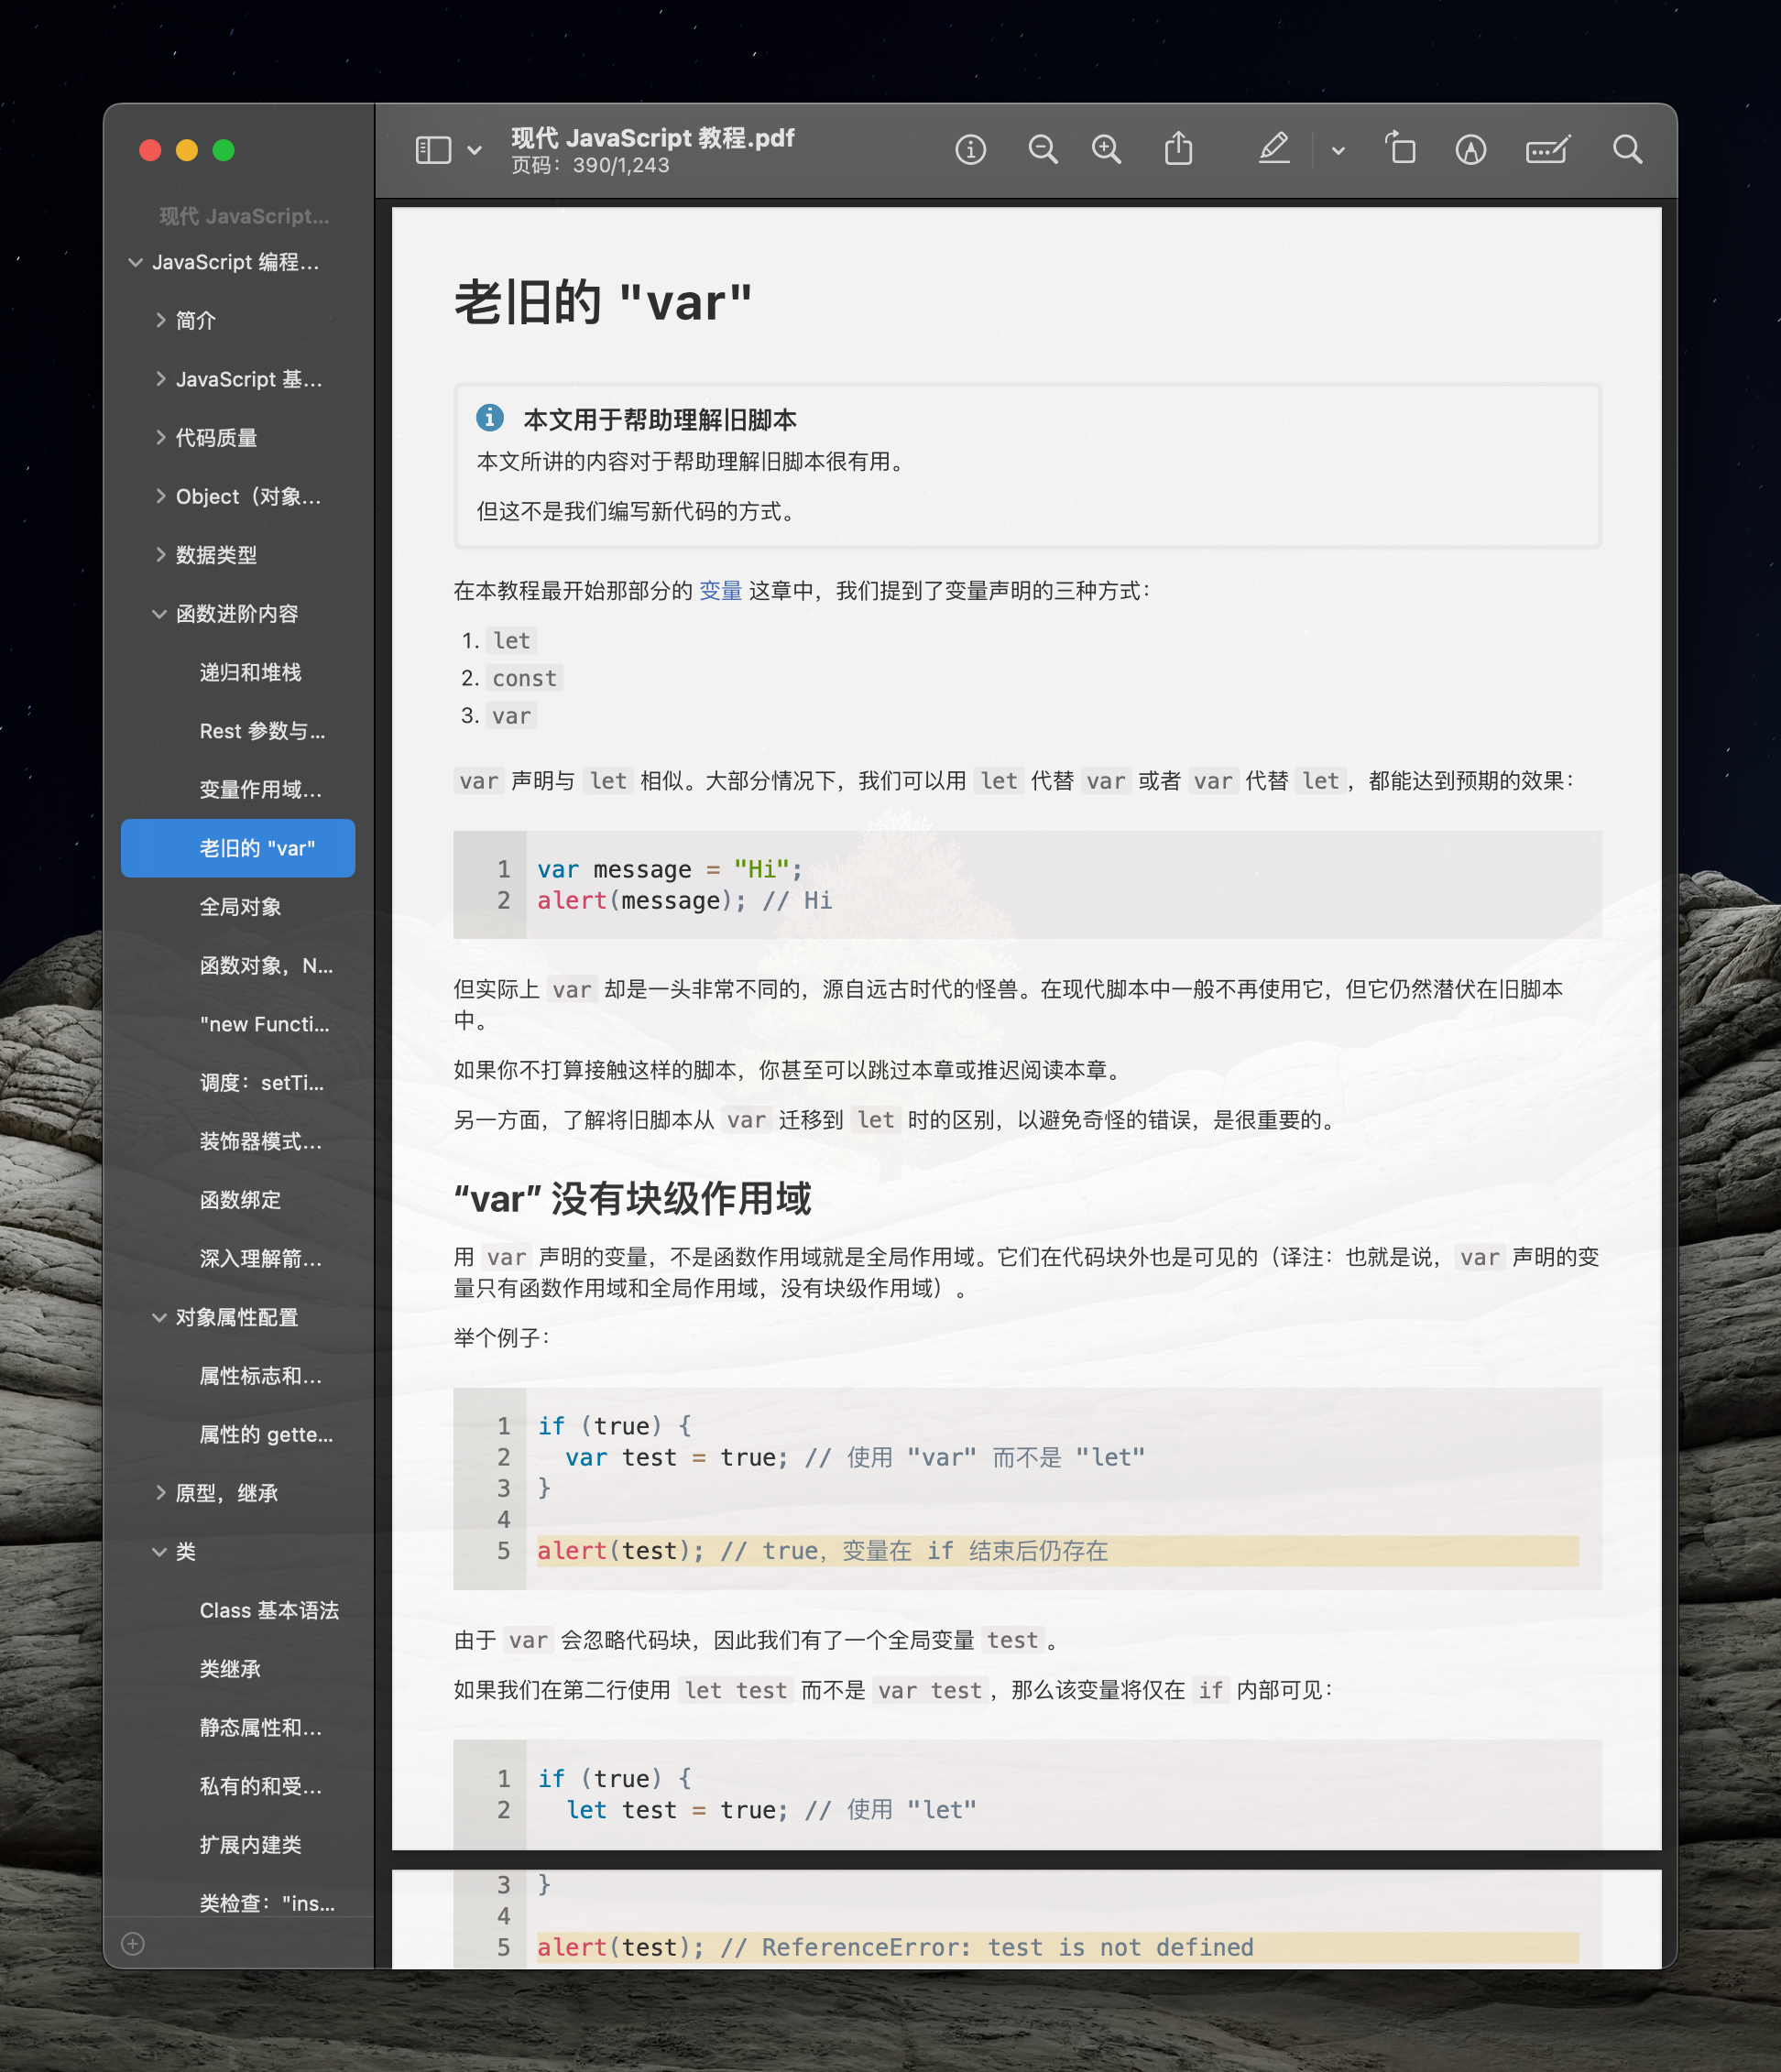 现代 JavaScript 教程.pdf
页码：390/1,243
现代 JavaScript...
JavaScript 编程...
简介
JavaScript 基...
代码质量
Object（对象...
数据类型
函数进阶内容
递归和堆栈
Rest 参数与...
变量作用域...
老旧的 "var"
全局对象
函数对象，N...
"new Functi...
调度：setTi...
装饰器模式...
函数绑定
深入理解箭...
对象属性配置
属性标志和...
属性的 gette...
原型，继承
类
Class 基本语法
类继承
静态属性和...
私有的和受...
扩展内建类
类检查："ins...
老旧的 "var"
本文用于帮助理解旧脚本
本文所讲的内容对于帮助理解旧脚本很有用。
但这不是我们编写新代码的方式。
在本教程最开始那部分的 变量 这章中，我们提到了变量声明的三种方式：
1. let
2. const
3. var
var 声明与 let 相似。大部分情况下，我们可以用 let 代替 var 或者 var 代替 let，都能达到预期的效果：
1 var message = "Hi";
2 alert(message); // Hi
但实际上 var 却是一头非常不同的，源自远古时代的怪兽。在现代脚本中一般不再使用它，但它仍然潜伏在旧脚本
中。
如果你不打算接触这样的脚本，你甚至可以跳过本章或推迟阅读本章。
另一方面，了解将旧脚本从 var 迁移到 let 时的区别，以避免奇怪的错误，是很重要的。
“var” 没有块级作用域
用 var 声明的变量，不是函数作用域就是全局作用域。它们在代码块外也是可见的（译注：也就是说，var 声明的变
量只有函数作用域和全局作用域，没有块级作用域）。
举个例子：
1 if (true) {
2   var test = true; // 使用 "var" 而不是 "let"
3 }
4
5 alert(test); // true，变量在 if 结束后仍存在
由于 var 会忽略代码块，因此我们有了一个全局变量 test。
如果我们在第二行使用 let test 而不是 var test，那么该变量将仅在 if 内部可见：
1 if (true) {
2   let test = true; // 使用 "let"
3 }
4
5 alert(test); // ReferenceError: test is not defined